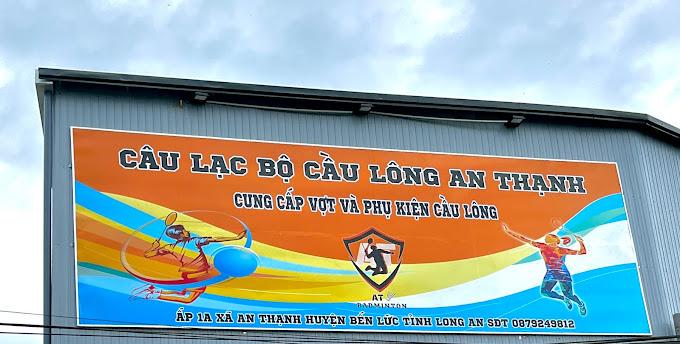 CÂU LẠC BỘ CẦU LÔNG AN THẠNH
CUNG CẤP VỢT VÀ PHỤ KIỆN CẦU LÔNG
AT
AT
BADMINTON
ẤP 1A XÃ AN THẠNH HUYỆN BẾN LỨC TỈNH LONG AN SĐT 0879249812